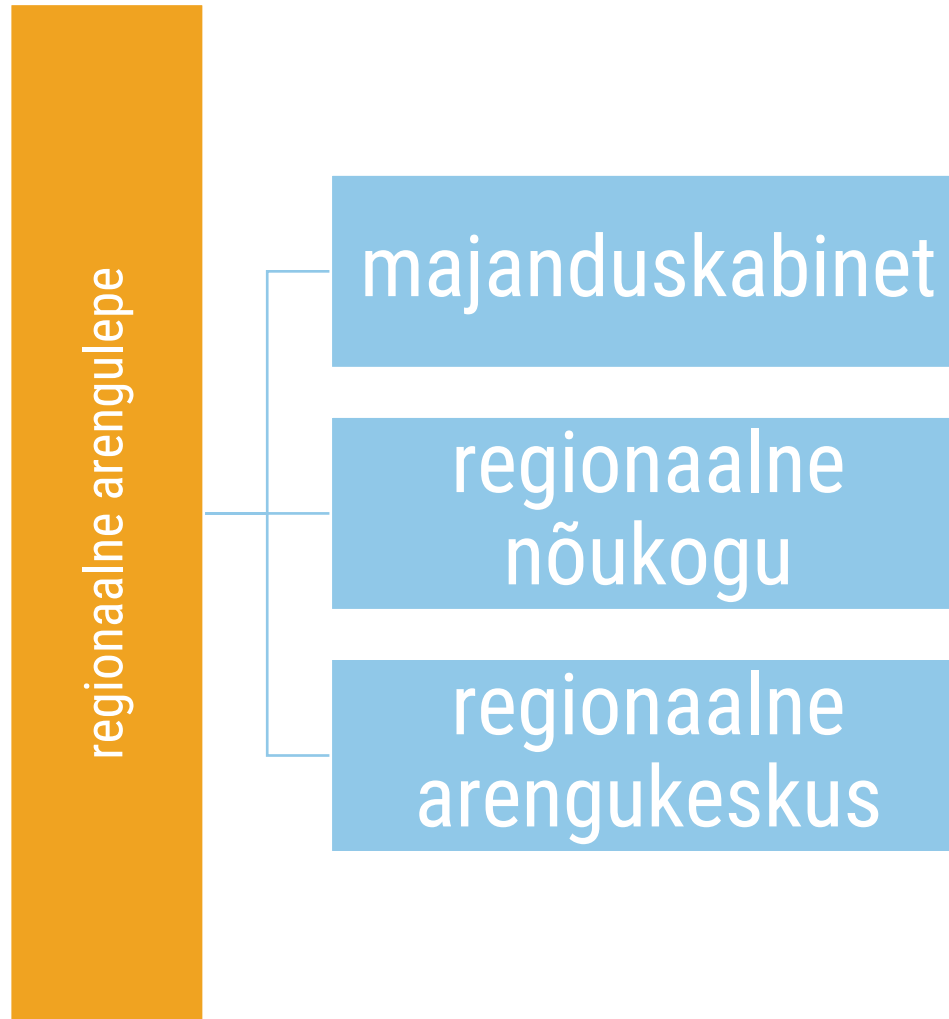 regionaalne arengulepe
majanduskabinet
regionaalne
nõukogu
regionaalne
arengukeskus